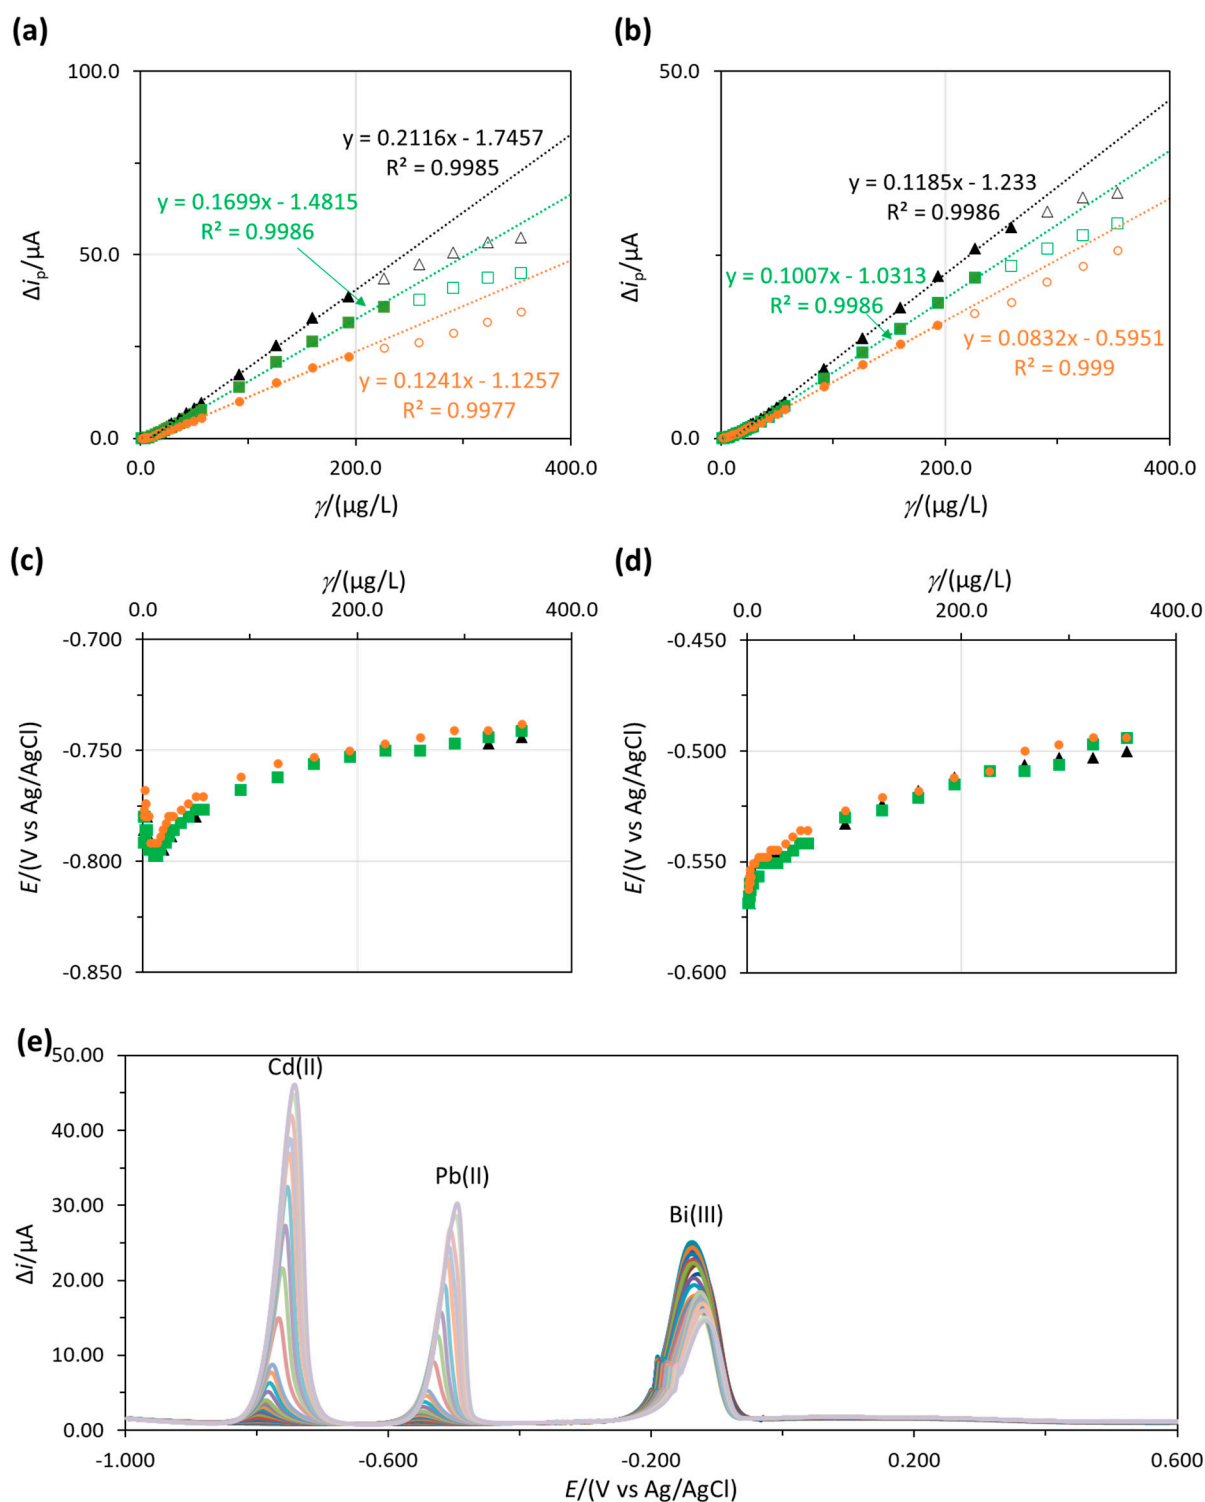 (a)
100.0
50.0
0.0
Δip/µA
y = 0.2116x - 1.7457
R² = 0.9985
y = 0.1699x - 1.4815
R² = 0.9986
y = 0.1241x - 1.1257
R² = 0.9977
0.0 200.0 400.0
γ/(µg/L)
(b)
50.0
25.0
0.0
Δip/µA
y = 0.1185x - 1.233
R² = 0.9986
y = 0.1007x - 1.0313
R² = 0.9986
y = 0.0832x - 0.5951
R² = 0.999
0.0 200.0 400.0
γ/(µg/L)
(c)
γ/(µg/L)
0.0 200.0 400.0
-0.700
-0.750
-0.800
-0.850
E/(V vs Ag/AgCl)
(d)
γ/(µg/L)
0.0 200.0 400.0
-0.450
-0.500
-0.550
-0.600
E/(V vs Ag/AgCl)
(e)
50.00
40.00
30.00
20.00
10.00
0.00
Δi/µA
Cd(II)
Pb(II)
Bi(III)
-1.000 -0.600 -0.200 0.200 0.600
E/(V vs Ag/AgCl)